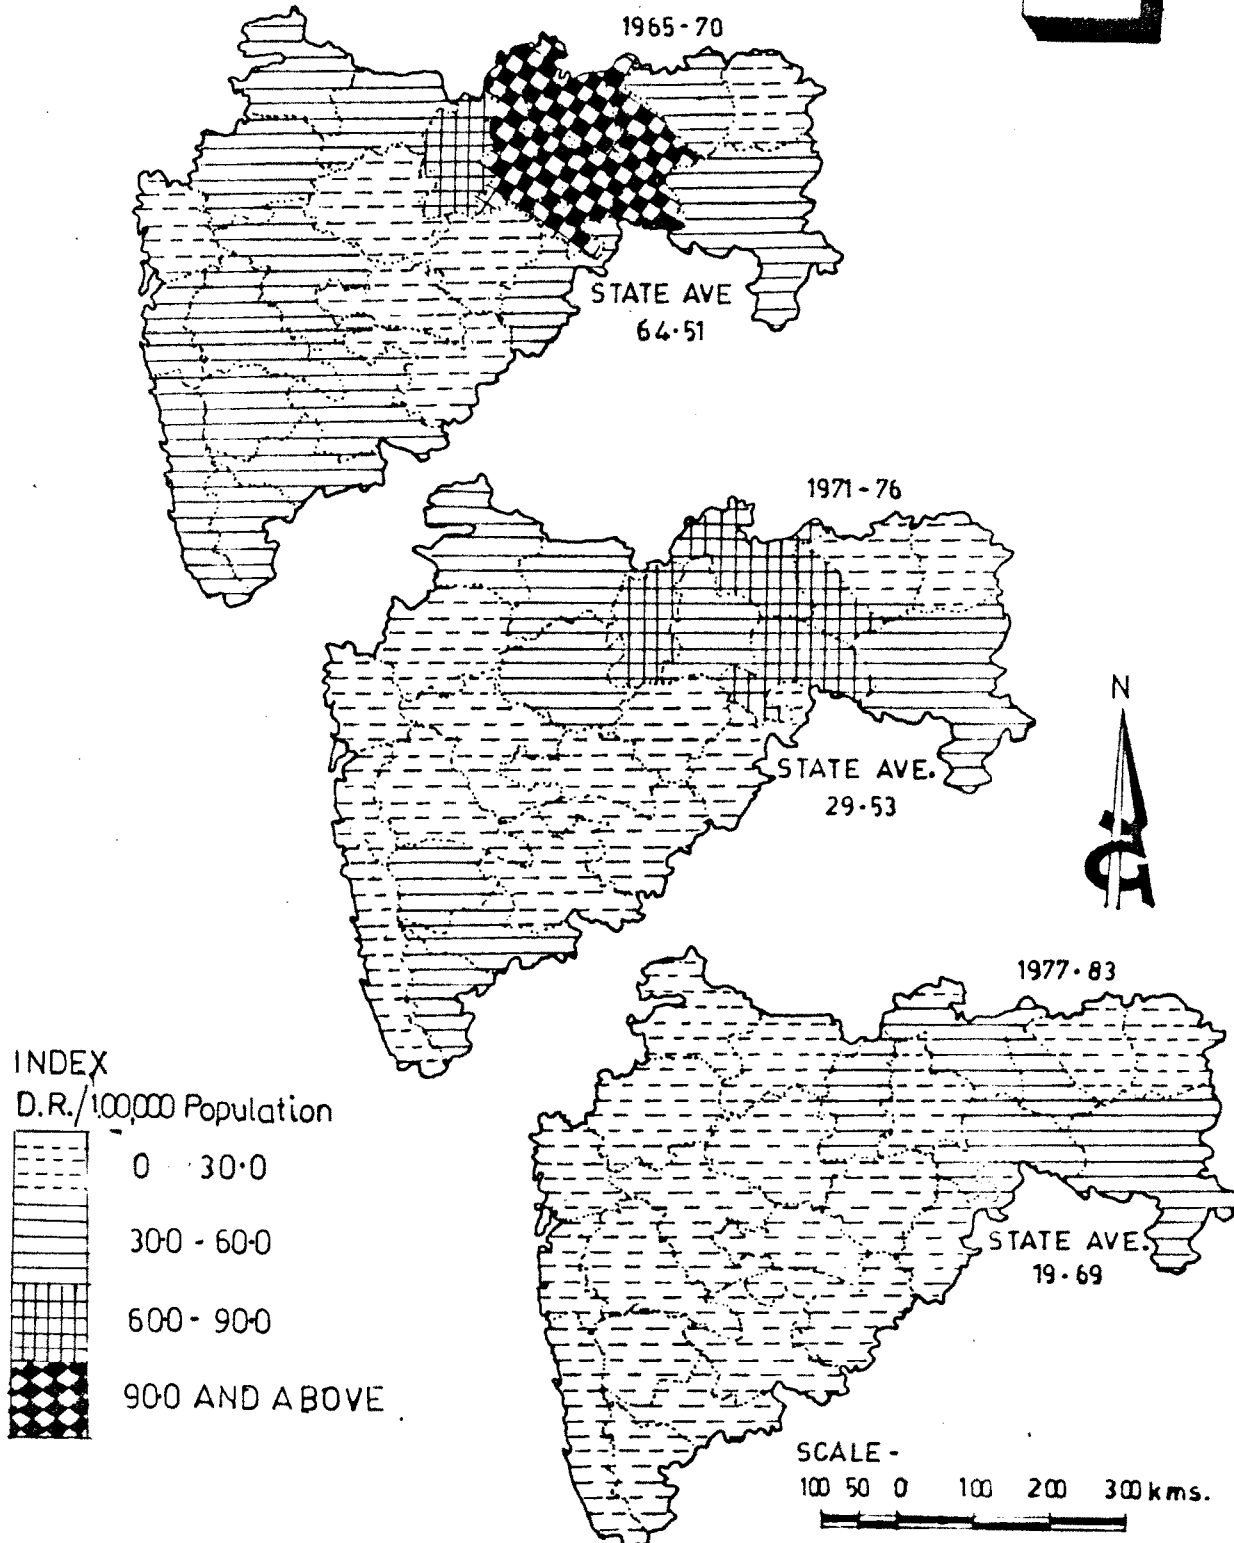 1965-70
STATE AVE
64·51
1971-76
N
STATE AVE.
29·53
1977·83
INDEX
D.R./1,00,000 Population
0 30·0
30·0 - 60·0
60·0 - 90·0
90·0 AND ABOVE
STATE AVE.
19·69
SCALE -
100 50 0 100 200 300 kms.